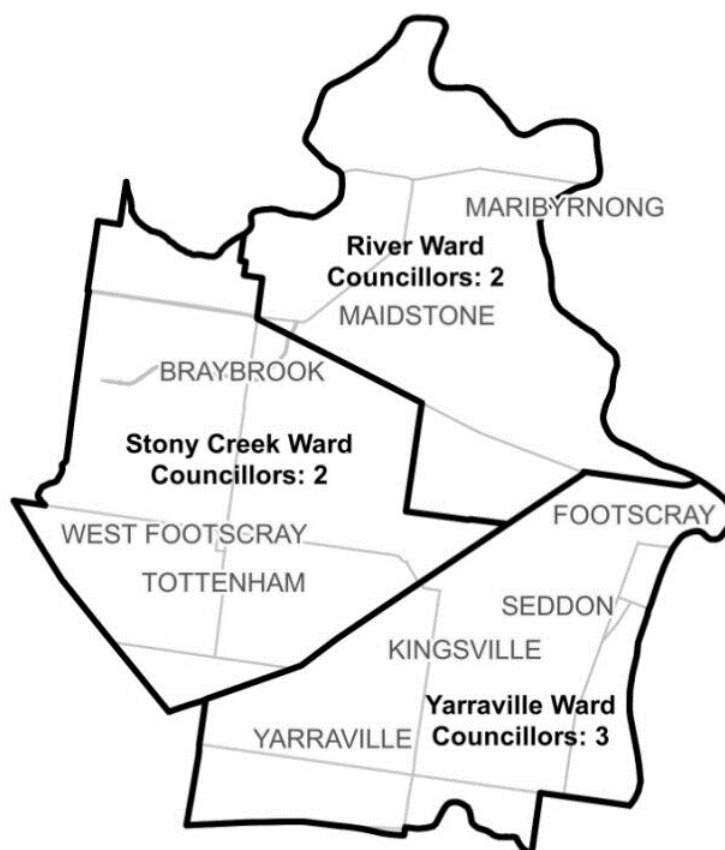 MARIBYRNONG
River Ward
Councillors: 2
MAIDSTONE
BRAYBROOK
Stony Creek Ward
Councillors: 2
FOOTSCRAY
WEST FOOTSCRAY
TOTTENHAM
SEDDON
KINGSVILLE
Yarraville Ward
Councillors: 3
YARRAVILLE